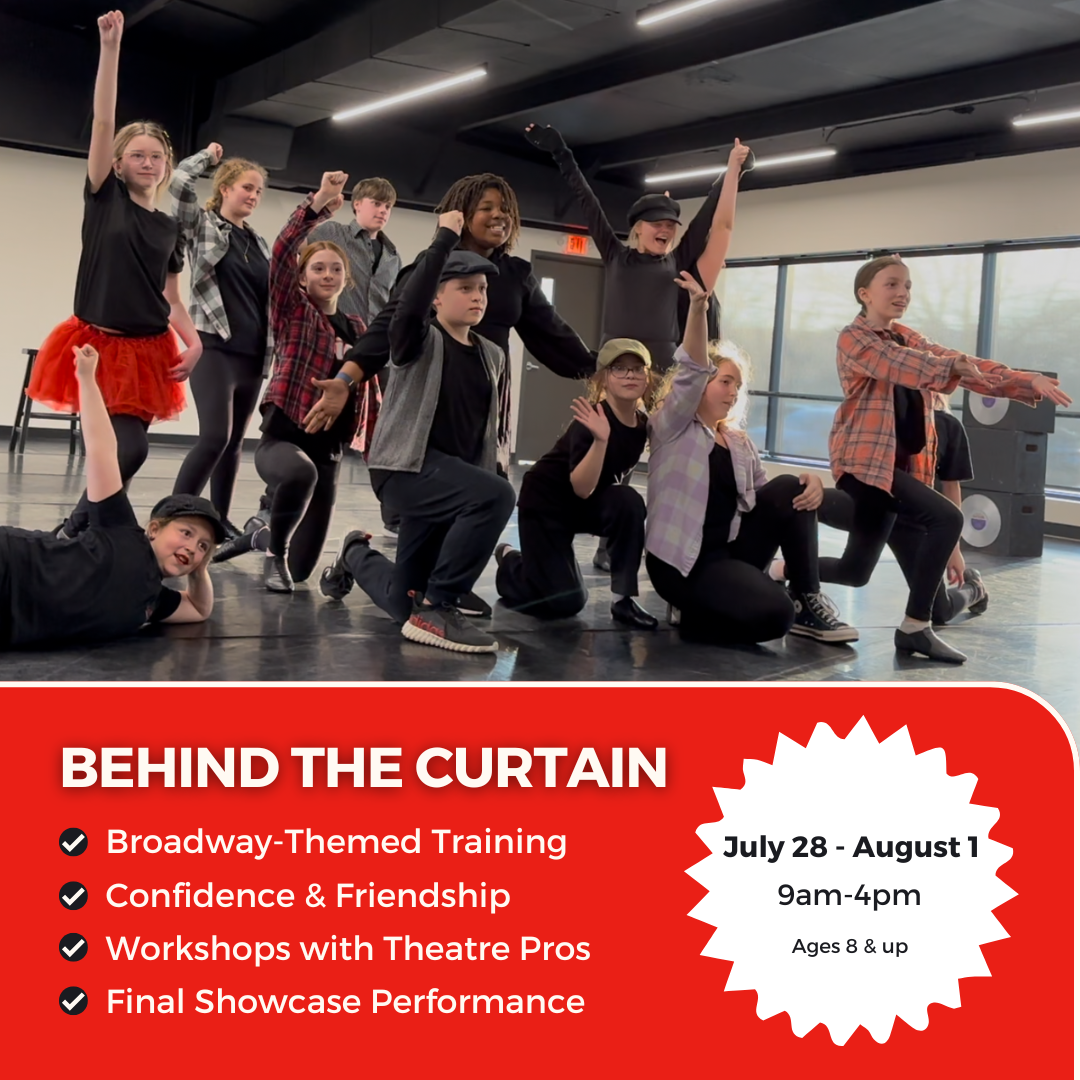 BEHIND THE CURTAIN
Broadway-Themed Training
Confidence & Friendship
Workshops with Theatre Pros
Final Showcase Performance
July 28 - August 1
9am-4pm
Ages 8 & up